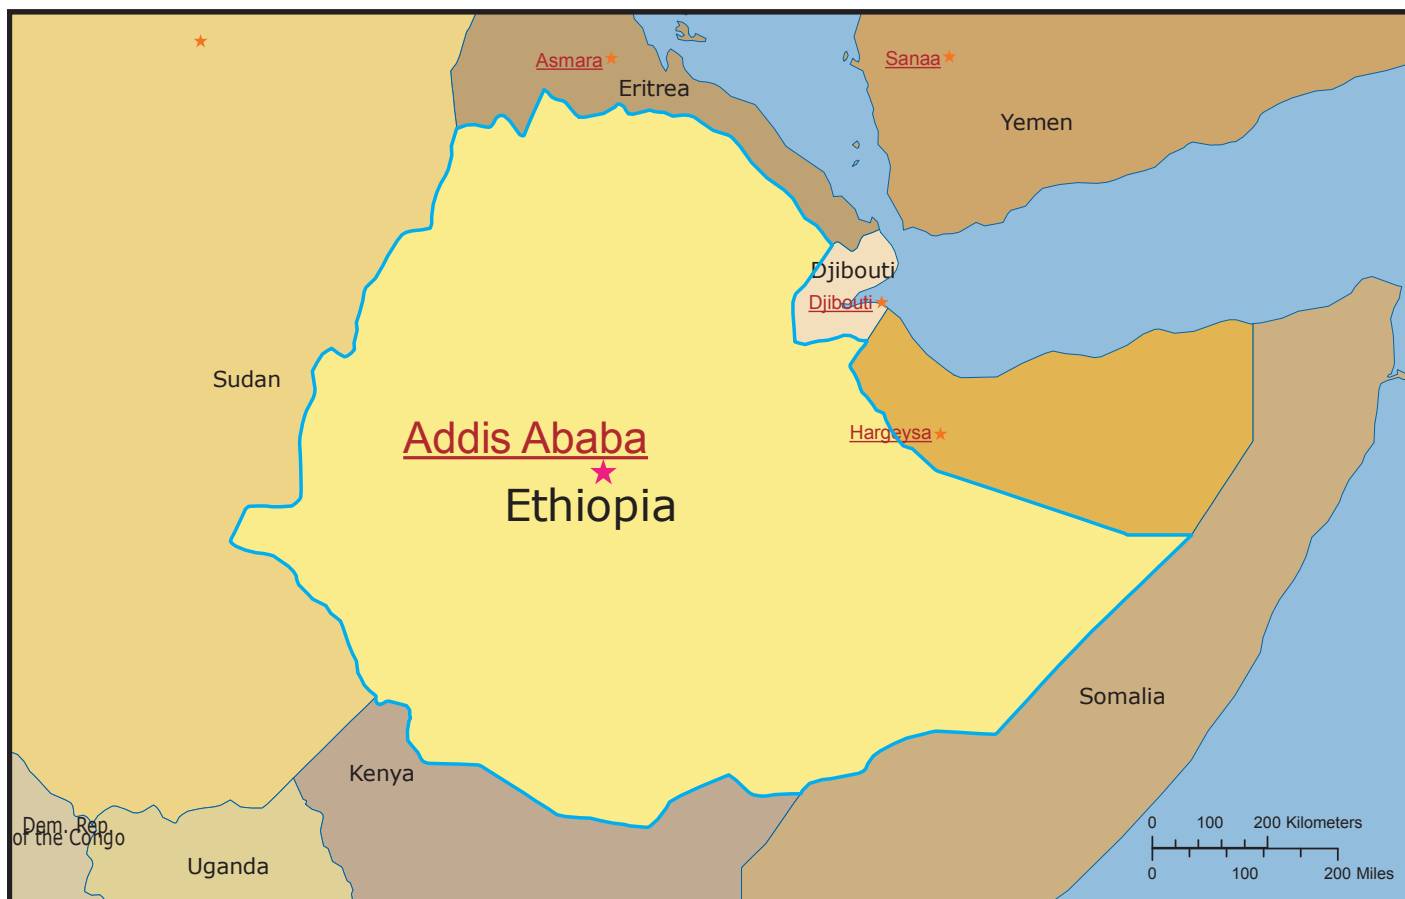 Asmara
Sanaa
Eritrea
Yemen
Djibouti
Djibouti
Sudan
Addis Ababa
Hargeysa
Ethiopia
Somalia
Kenya
Dem. Rep.
of the Congo
Uganda
0 100 200 Kilometers
0 100 200 Miles